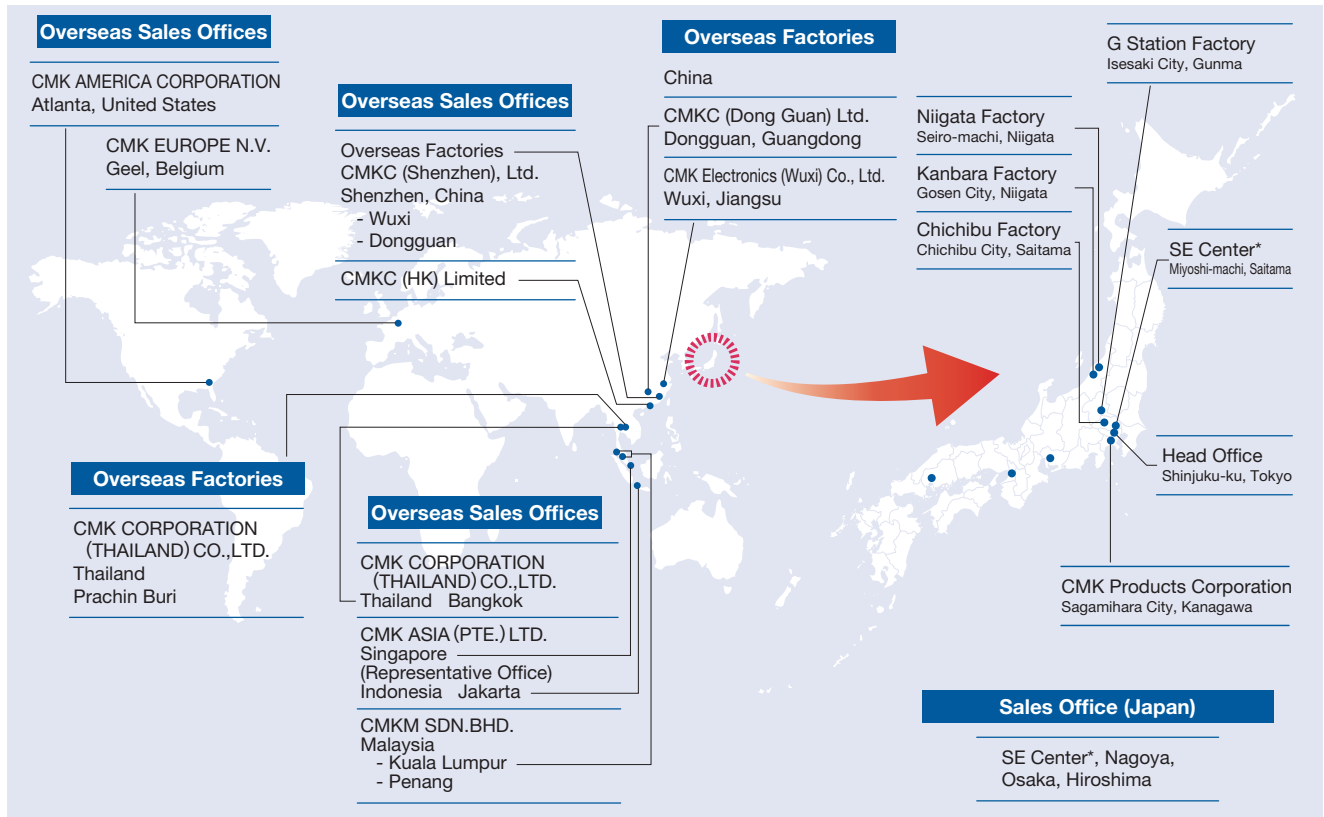 Overseas Sales Offices
CMK AMERICA CORPORATION
Atlanta, United States
CMK EUROPE N.V.
Geel, Belgium
Overseas Sales Offices
Overseas Factories
CMKC (Shenzhen), Ltd.
Shenzhen, China
- Wuxi
- Dongguan
CMKC (HK) Limited
Overseas Factories
China
CMKC (Dong Guan) Ltd.
Dongguan, Guangdong
CMK Electronics (Wuxi) Co., Ltd.
Wuxi, Jiangsu
G Station Factory
Isesaki City, Gunma
Niigata Factory
Seiro-machi, Niigata
Kanbara Factory
Gosen City, Niigata
Chichibu Factory
Chichibu City, Saitama
SE Center*
Miyoshi-machi, Saitama
Head Office
Shinjuku-ku, Tokyo
CMK Products Corporation
Sagamihara City, Kanagawa
Overseas Factories
CMK CORPORATION
(THAILAND) CO.,LTD.
Thailand
Prachin Buri
Overseas Sales Offices
CMK CORPORATION
(THAILAND) CO.,LTD.
Thailand Bangkok
CMK ASIA (PTE.) LTD.
Singapore
(Representative Office)
Indonesia Jakarta
CMKM SDN.BHD.
Malaysia
- Kuala Lumpur
- Penang
Sales Office (Japan)
SE Center*, Nagoya,
Osaka, Hiroshima